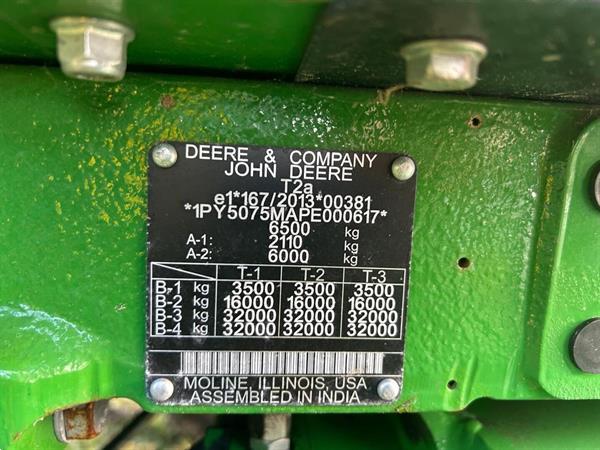 DEERE & COMPANY
JOHN DEERE
T2a
e1*167/2013*00381
*1PY5075MAPE000617*
6500 kg
A-1: 2110 kg
A-2: 6000 kg
T-1 T-2 T-3
B-1 kg 3500 3500 3500
B-2 kg 16000 16000 16000
B-3 kg 32000 32000 32000
B-4 kg 32000 32000 32000
MOLINE, ILLINOIS, USA
ASSEMBLED IN INDIA